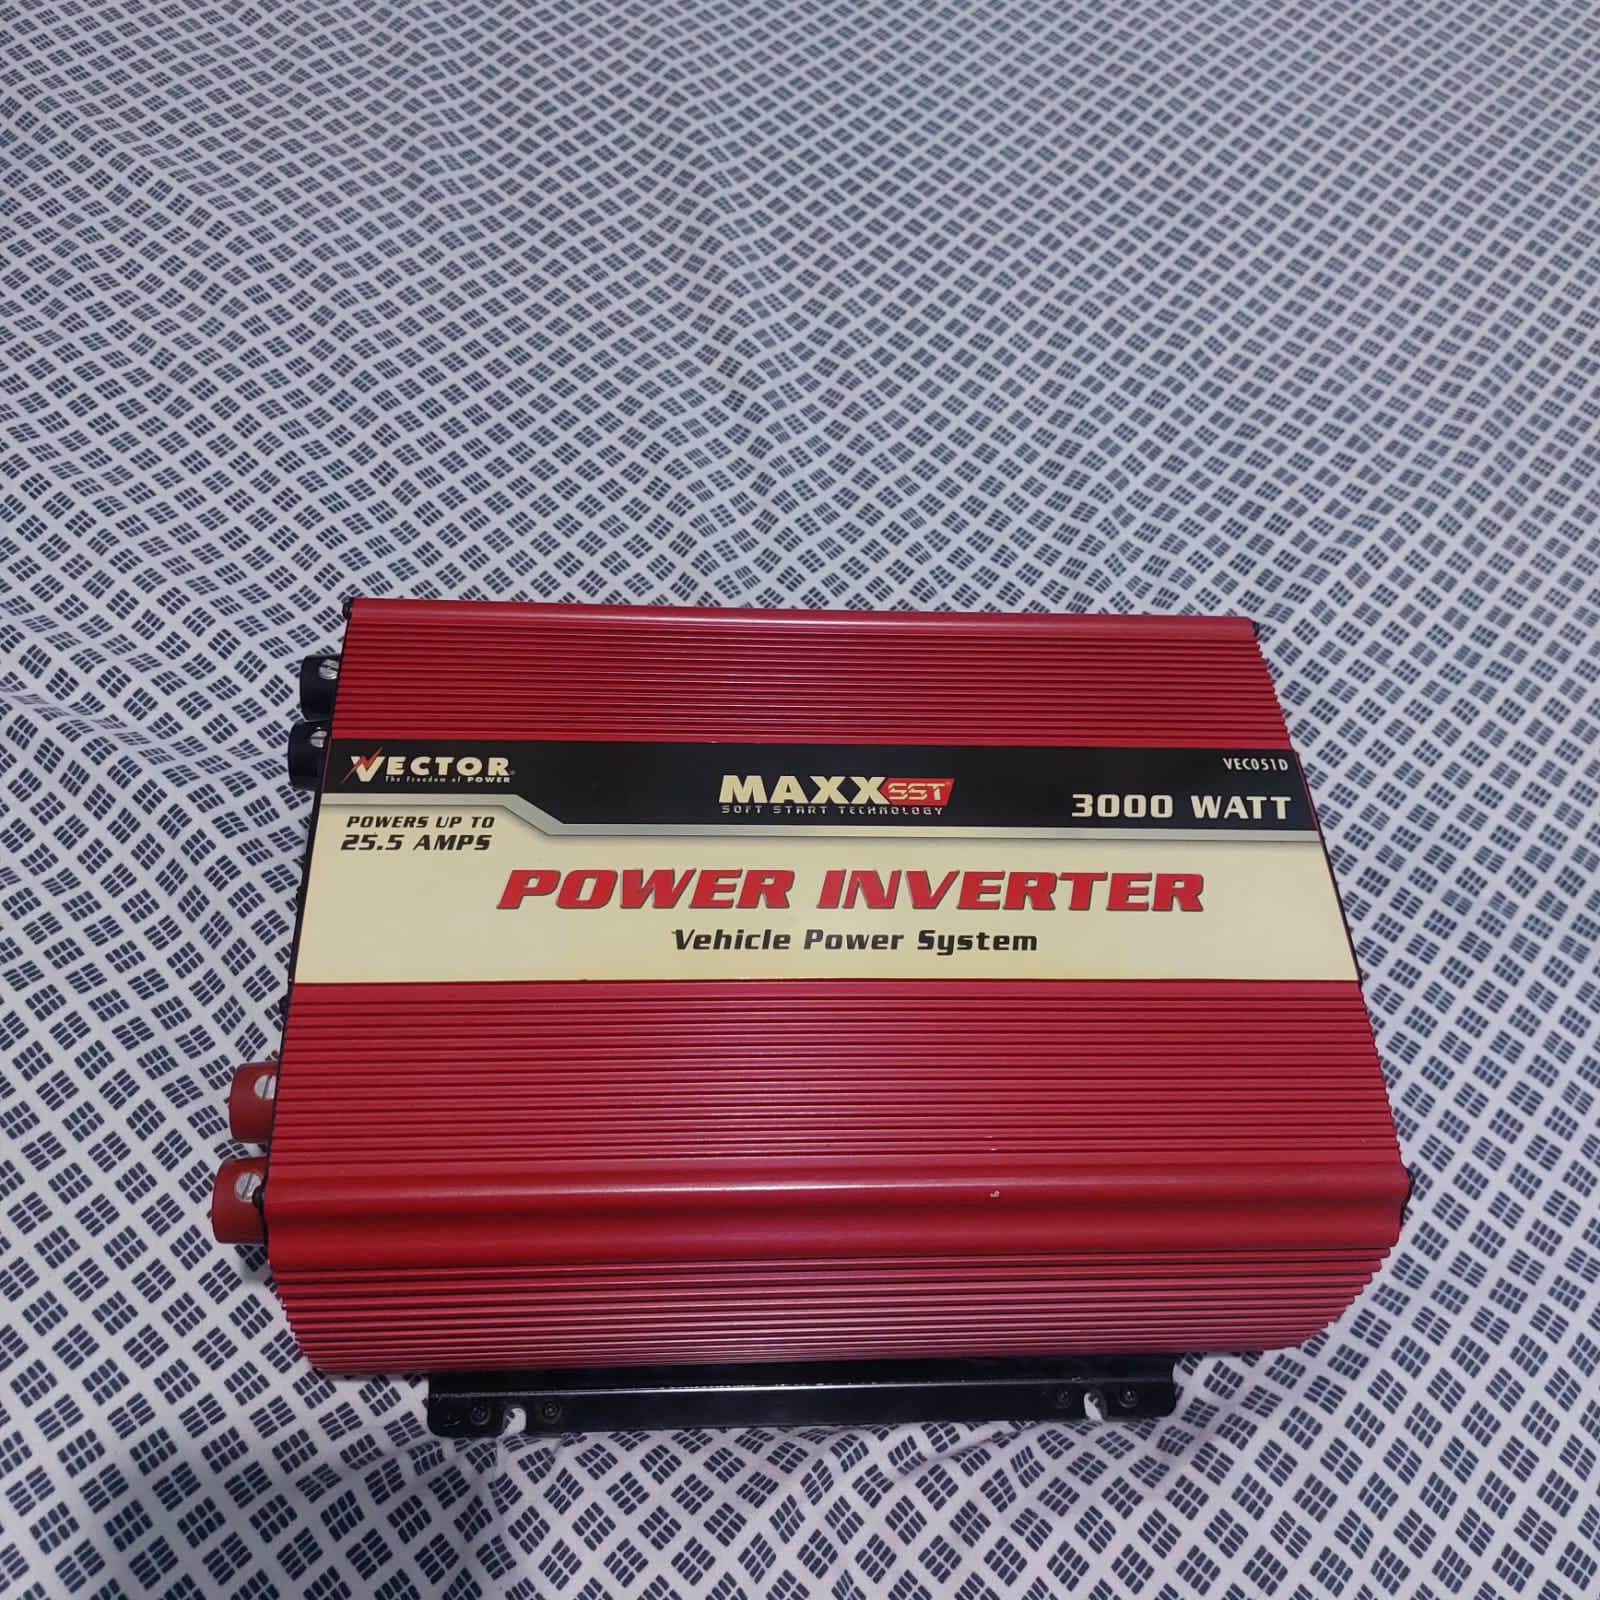 VECTOR
The Freedom of POWER
MAXX SST
SOFT START TECHNOLOGY
VEC051D
3000 WATT
POWERS UP TO
25.5 AMPS
POWER INVERTER
Vehicle Power System